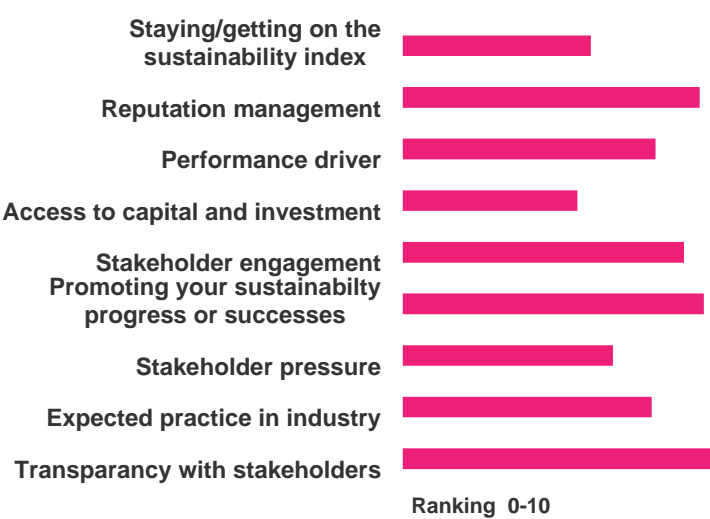 Staying/getting on the
sustainability index
Reputation management
Performance driver
Access to capital and investment
Stakeholder engagement
Promoting your sustainabilty
progress or successes
Stakeholder pressure
Expected practice in industry
Transparancy with stakeholders
Ranking 0-10